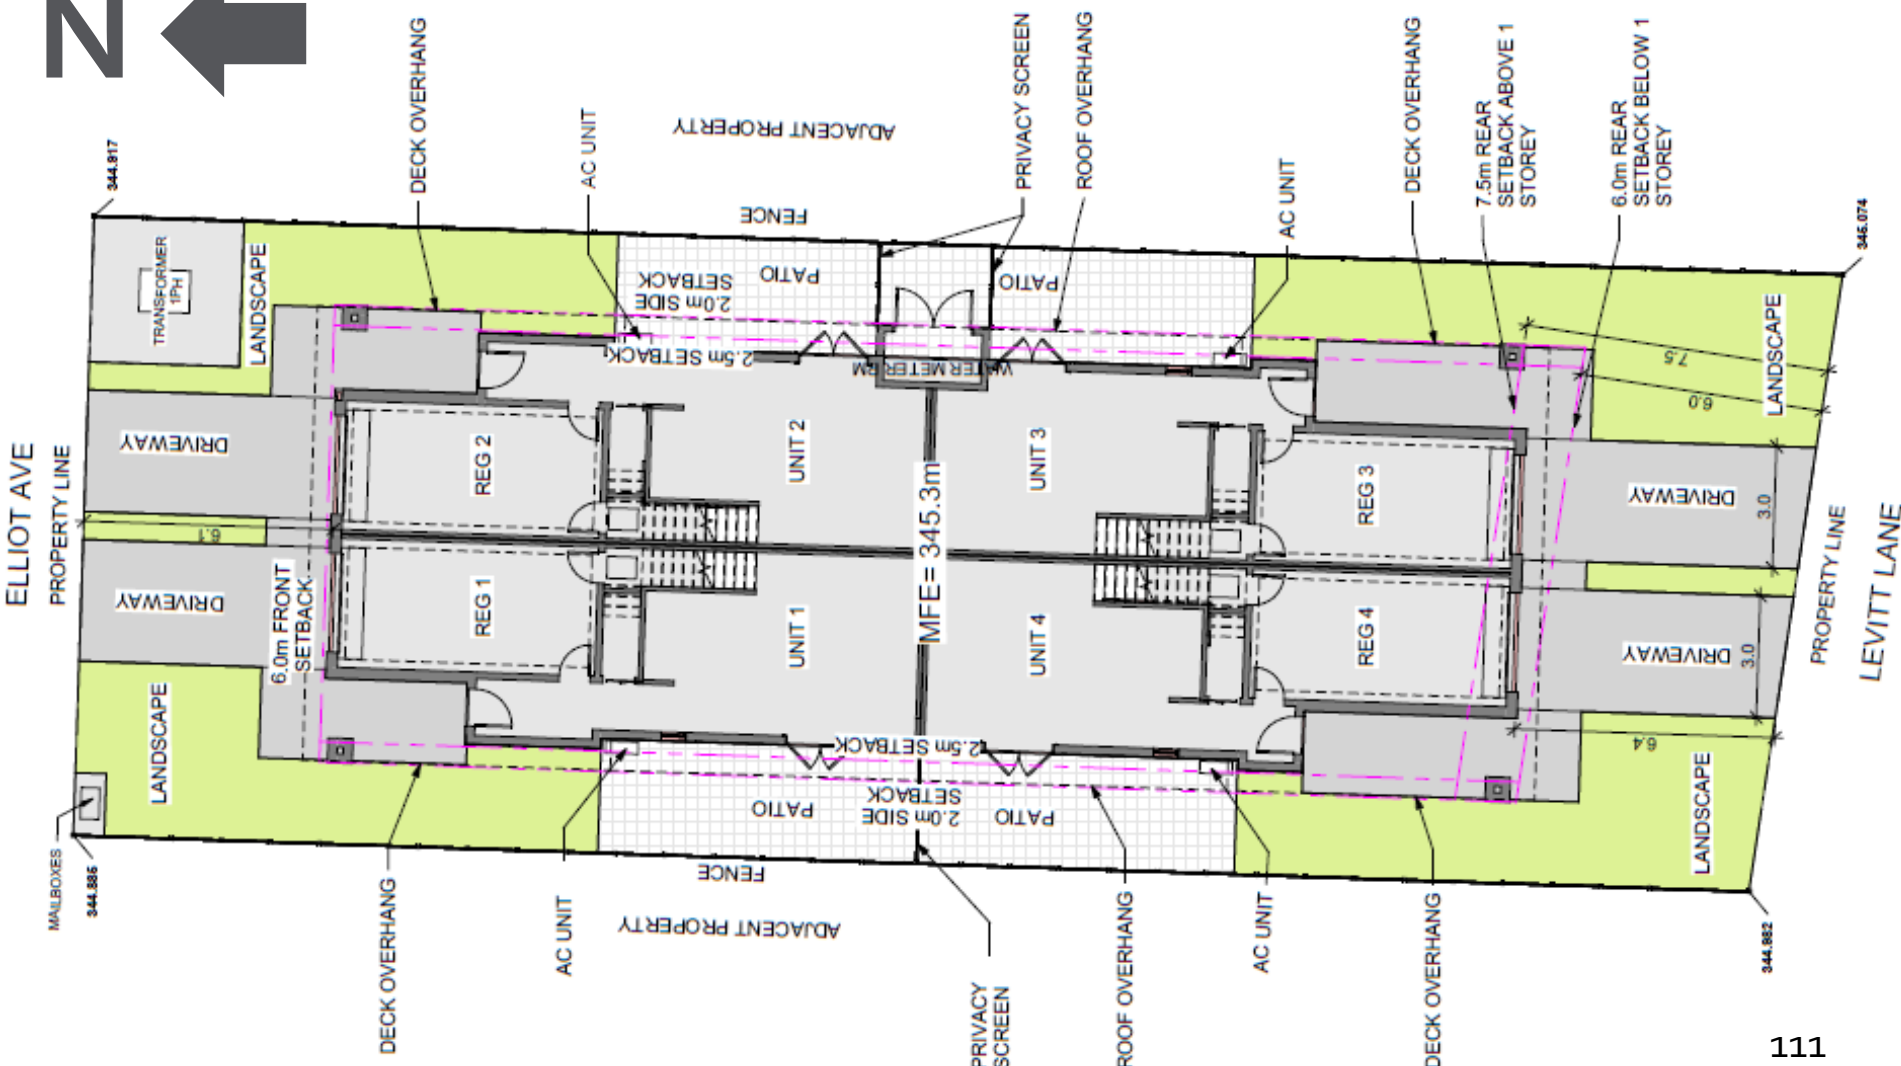 N
344.917
DECK OVERHANG
AC UNIT
ADJACENT PROPERTY
PRIVACY SCREEN
ROOF OVERHANG
AC UNIT
DECK OVERHANG
7.5m REAR
SETBACK ABOVE 1
STOREY
6.0m REAR
SETBACK BELOW 1
STOREY
345.074
FENCE
TRANSFORMER
1PH
LANDSCAPE
PATIO
2.0m SIDE
SETBACK
PATIO
2.5m SETBACK
WATER METER RM
LANDSCAPE
7.5
6.0
ELLIOT AVE
PROPERTY LINE
DRIVEWAY
REG 2
UNIT 2
UNIT 3
REG 3
DRIVEWAY
3.0
6.1
MFE= 345.3m
DRIVEWAY
6.0m FRONT
SETBACK
REG 1
UNIT 1
UNIT 4
REG 4
DRIVEWAY
3.0
PROPERTY LINE
LEVITT LANE
LANDSCAPE
2.5m SETBACK
6.4
LANDSCAPE
PATIO
2.0m SIDE
SETBACK
PATIO
MAILBOXES
344.886
FENCE
ADJACENT PROPERTY
DECK OVERHANG
AC UNIT
PRIVACY
SCREEN
ROOF OVERHANG
AC UNIT
DECK OVERHANG
344.982
111